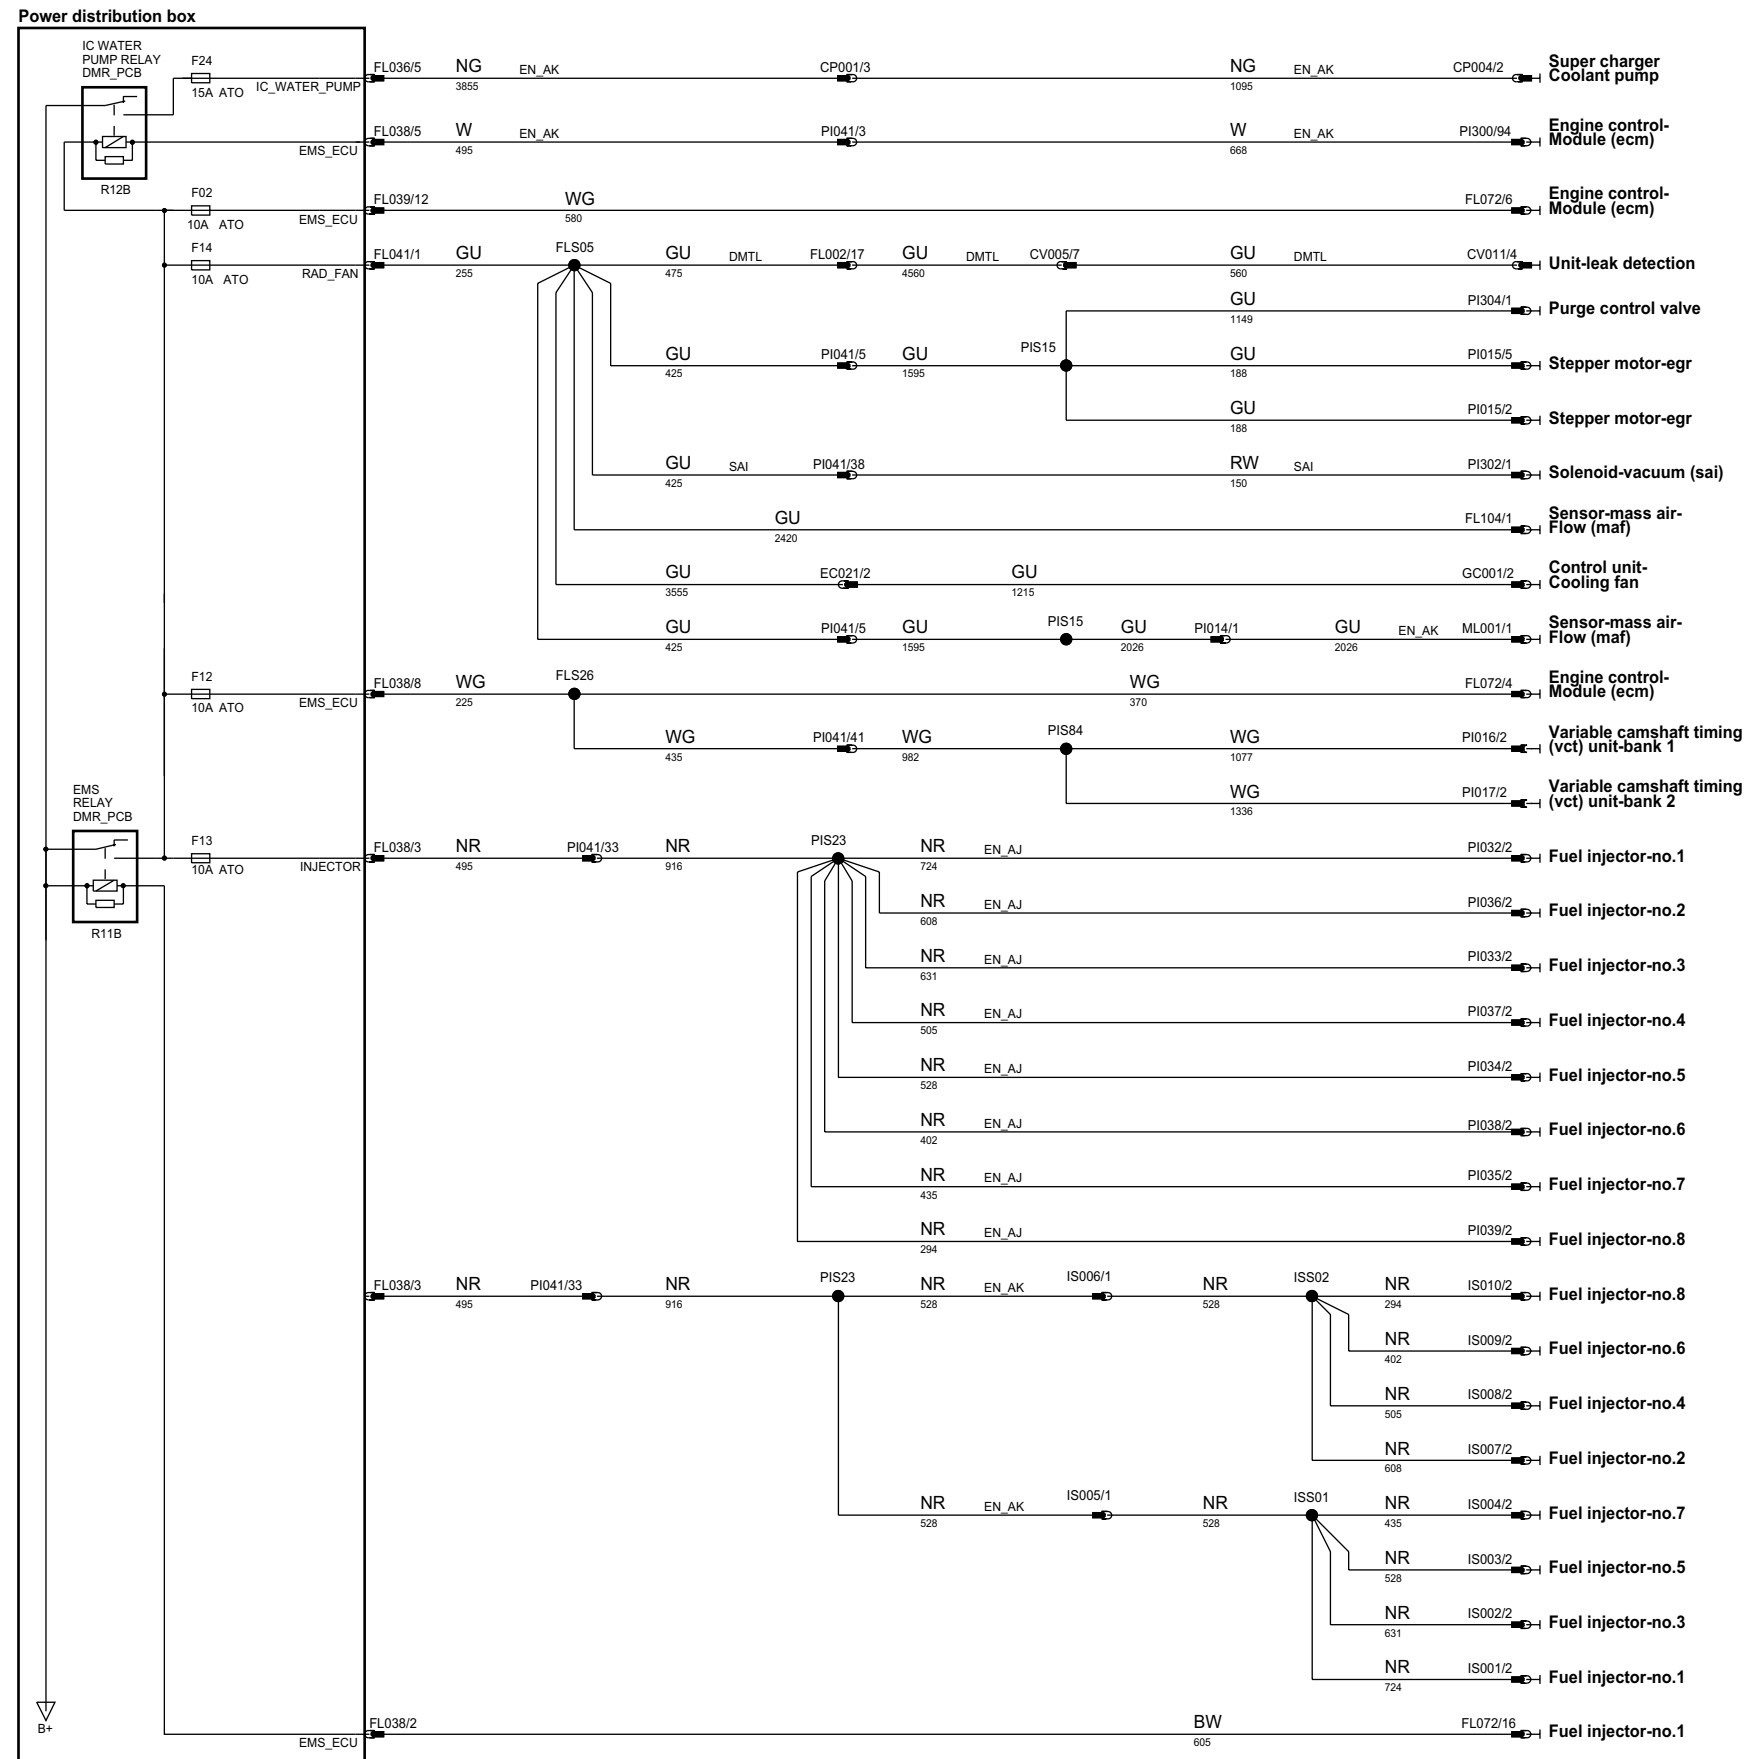 Power distribution box
IC WATER
PUMP RELAY
DMR_PCB
F24
15A ATO
IC_WATER_PUMP
FL036/5
NG
3855
EN_AK
CP001/3
NG
1095
EN_AK
CP004/2
Super charger
Coolant pump
R12B
EMS_ECU
FL038/5
W
495
EN_AK
PI041/3
W
668
EN_AK
PI300/94
Engine control-
Module (ecm)
F02
10A ATO
EMS_ECU
FL039/12
WG
580
FL072/6
Engine control-
Module (ecm)
F14
10A ATO
RAD_FAN
FL041/1
GU
255
FLS05
GU
475
DMTL
FL002/17
GU
4560
DMTL
CV005/7
GU
560
DMTL
CV011/4
Unit-leak detection
GU
1149
PI304/1
Purge control valve
GU
425
PI041/5
GU
1595
PIS15
GU
188
PI015/5
Stepper motor-egr
GU
188
PI015/2
Stepper motor-egr
GU
425
SAI
PI041/38
RW
150
SAI
PI302/1
Solenoid-vacuum (sai)
GU
2420
FL104/1
Sensor-mass air-
Flow (maf)
GU
3555
EC021/2
GU
1215
GC001/2
Control unit-
Cooling fan
GU
425
PI041/5
GU
1595
PIS15
GU
2026
PI014/1
GU
2026
EN_AK
ML001/1
Sensor-mass air-
Flow (maf)
F12
10A ATO
EMS_ECU
FL038/8
WG
225
FLS26
WG
370
FL072/4
Engine control-
Module (ecm)
WG
435
PI041/41
WG
982
PIS84
WG
1077
PI016/2
Variable camshaft timing
(vct) unit-bank 1
WG
1336
PI017/2
Variable camshaft timing
(vct) unit-bank 2
EMS
RELAY
DMR_PCB
R11B
F13
10A ATO
INJECTOR
FL038/3
NR
495
PI041/33
NR
916
PIS23
NR
724
EN_AJ
PI032/2
Fuel injector-no.1
NR
608
EN_AJ
PI036/2
Fuel injector-no.2
NR
631
EN_AJ
PI033/2
Fuel injector-no.3
NR
505
EN_AJ
PI037/2
Fuel injector-no.4
NR
528
EN_AJ
PI034/2
Fuel injector-no.5
NR
402
EN_AJ
PI038/2
Fuel injector-no.6
NR
435
EN_AJ
PI035/2
Fuel injector-no.7
NR
294
EN_AJ
PI039/2
Fuel injector-no.8
FL038/3
NR
495
PI041/33
NR
916
PIS23
NR
528
EN_AK
IS006/1
NR
528
ISS02
NR
294
IS010/2
Fuel injector-no.8
NR
402
IS009/2
Fuel injector-no.6
NR
505
IS008/2
Fuel injector-no.4
NR
608
IS007/2
Fuel injector-no.2
NR
528
EN_AK
IS005/1
NR
528
ISS01
NR
435
IS004/2
Fuel injector-no.7
NR
528
IS003/2
Fuel injector-no.5
NR
631
IS002/2
Fuel injector-no.3
NR
724
IS001/2
Fuel injector-no.1
B+
EMS_ECU
FL038/2
BW
605
FL072/16
Fuel injector-no.1